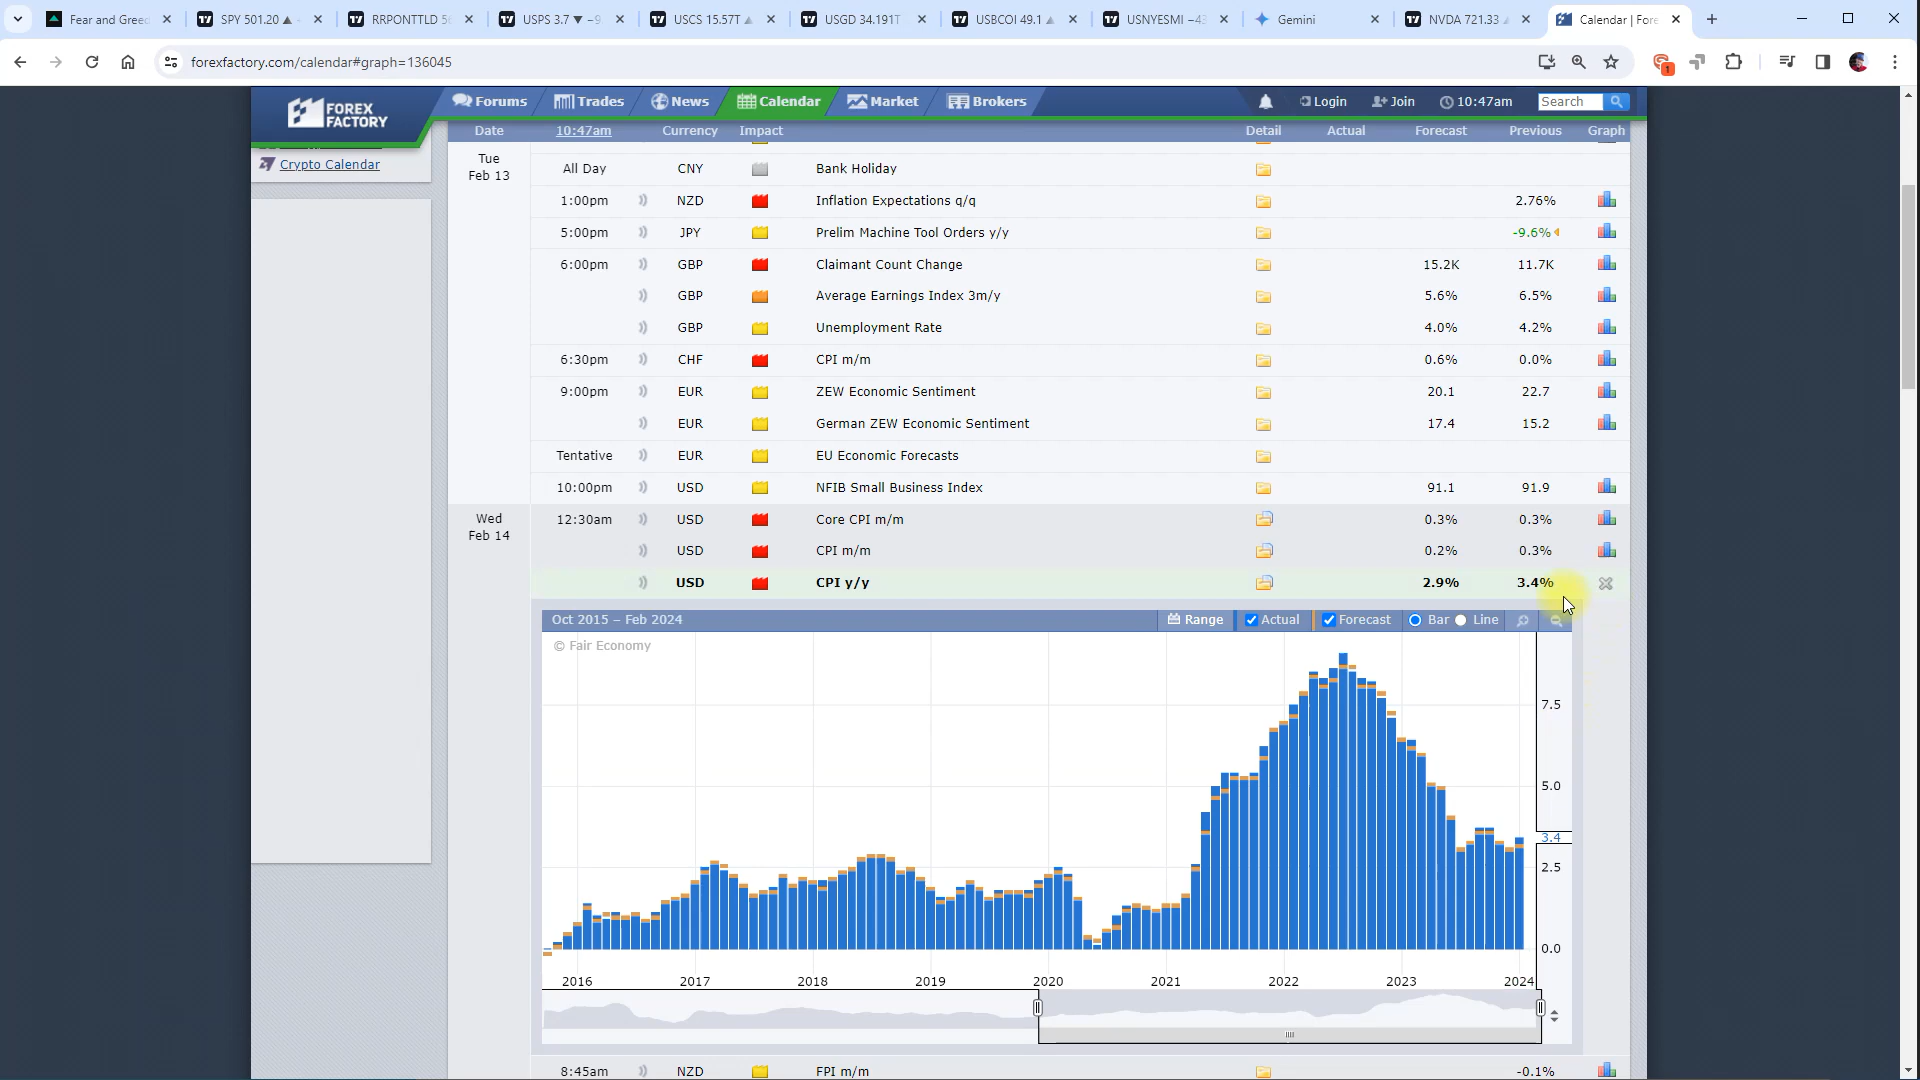 Fear and Greed
SPY 501.20 ▲
RRPONTTLD
USPS 3.7 ▼
USCS 15.57T ▲
USGD 34.191T
USBCOI 49.1 ▲
USNYESMI
Gemini
NVDA 721.33
Calendar | Fore
forexfactory.com/calendar#graph=136045
1
FOREX
FACTORY
Forums Trades News Calendar Market Brokers Login Join 10:47am Search
Date 10:47am Currency Impact Detail Actual Forecast Previous Graph
Crypto Calendar
Tue
Feb 13
All Day CNY Bank Holiday
1:00pm NZD Inflation Expectations q/q 2.76%
5:00pm JPY Prelim Machine Tool Orders y/y -9.6%
6:00pm GBP Claimant Count Change 15.2K 11.7K
GBP Average Earnings Index 3m/y 5.6% 6.5%
GBP Unemployment Rate 4.0% 4.2%
6:30pm CHF CPI m/m 0.6% 0.0%
9:00pm EUR ZEW Economic Sentiment 20.1 22.7
EUR German ZEW Economic Sentiment 17.4 15.2
Tentative EUR EU Economic Forecasts
10:00pm USD NFIB Small Business Index 91.1 91.9
Wed
Feb 14
12:30am USD Core CPI m/m 0.3% 0.3%
USD CPI m/m 0.2% 0.3%
USD CPI y/y 2.9% 3.4%
Oct 2015 – Feb 2024 Range Actual Forecast Bar Line
© Fair Economy
7.5
5.0
3.4
2.5
0.0
2016 2017 2018 2019 2020 2021 2022 2023 2024
8:45am NZD FPI m/m -0.1%